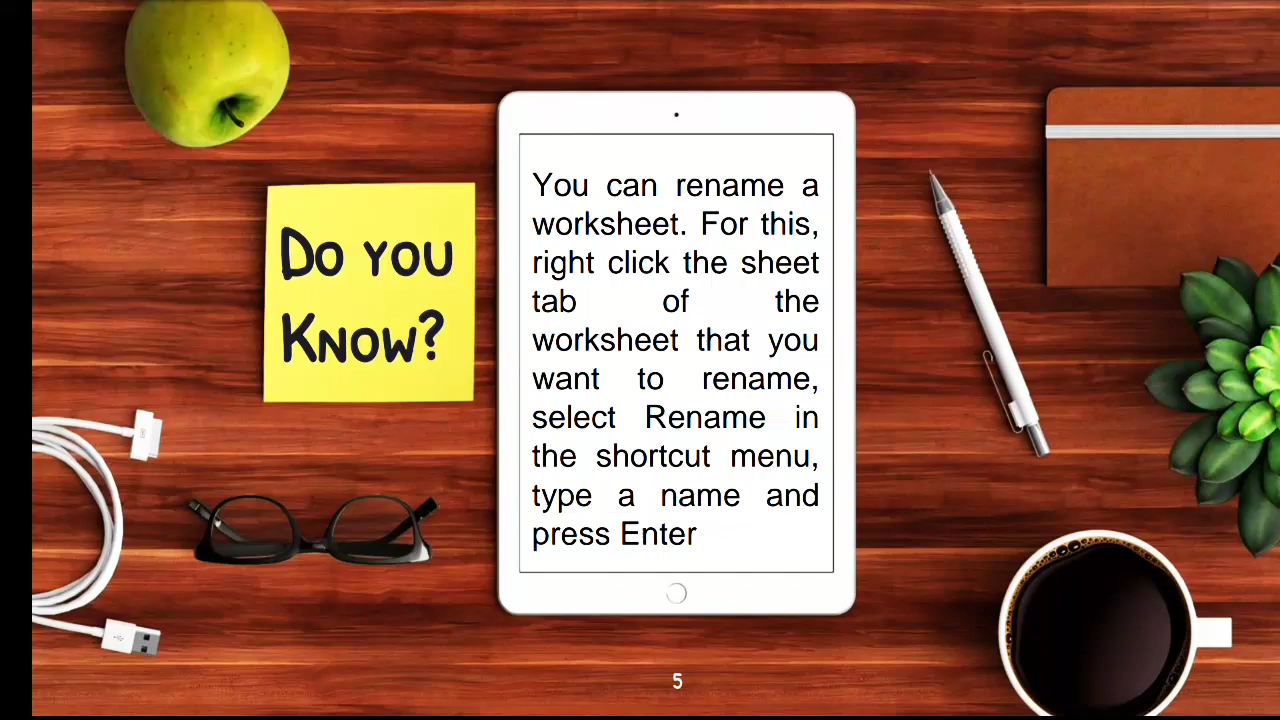 Do you
Know?
You can rename a
worksheet. For this,
right click the sheet
tab of the
worksheet that you
want to rename,
select Rename in
the shortcut menu,
type a name and
press Enter
5